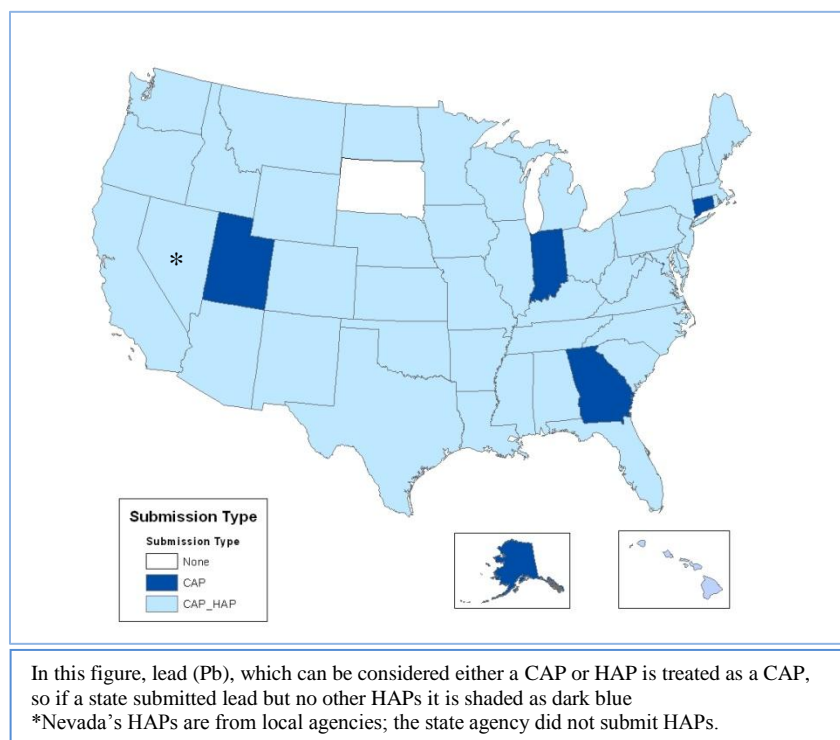 *
Submission Type
Submission Type
None
CAP
CAP_HAP
In this figure, lead (Pb), which can be considered either a CAP or HAP is treated as a CAP,
so if a state submitted lead but no other HAPs it is shaded as dark blue
*Nevada’s HAPs are from local agencies; the state agency did not submit HAPs.